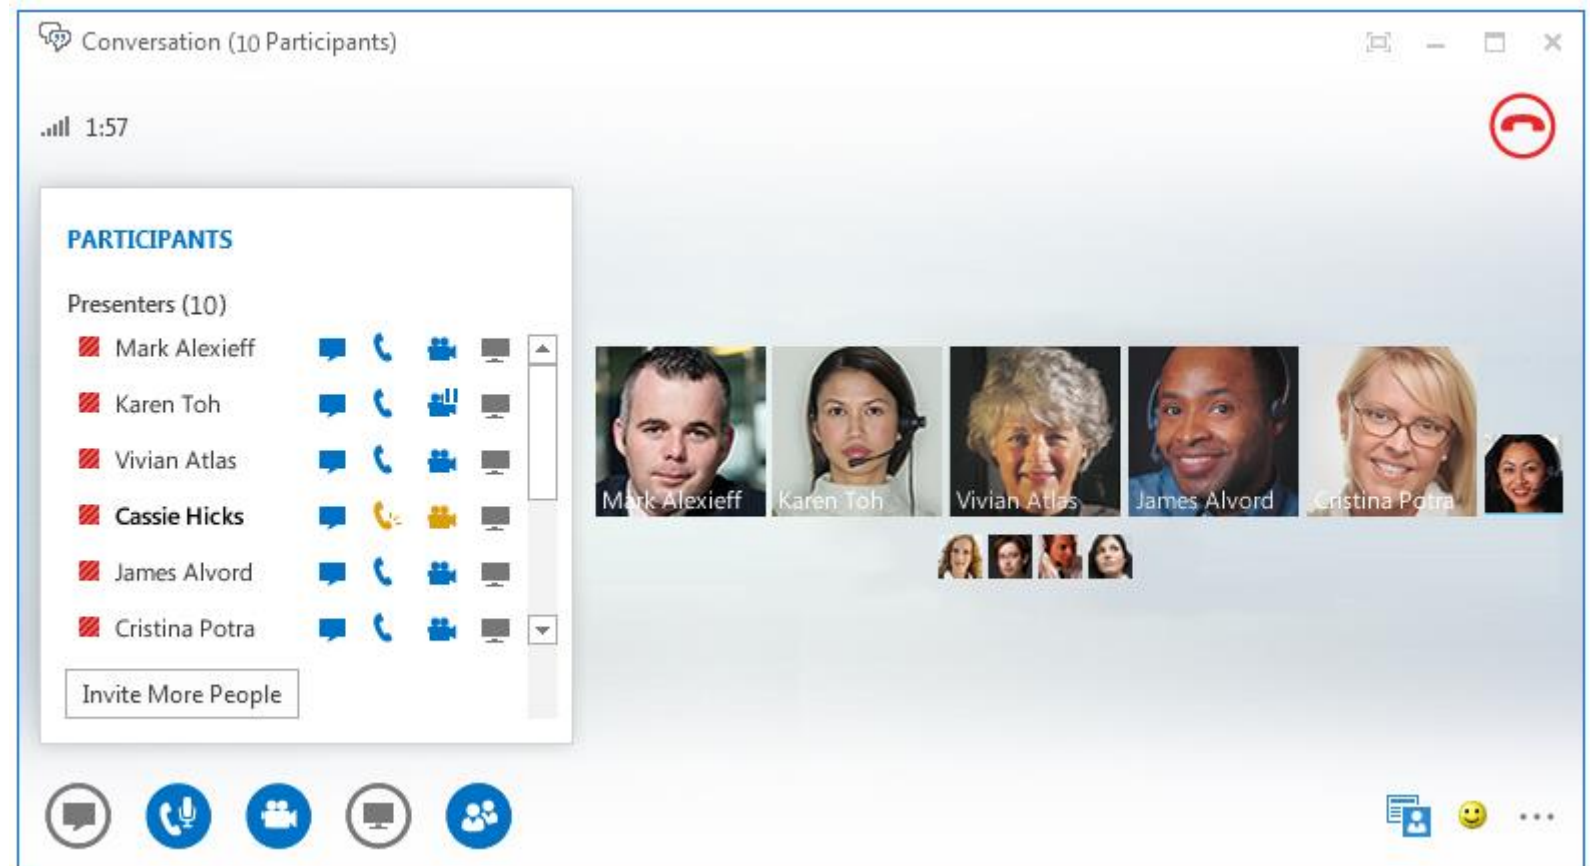 Conversation (10 Participants)
1:57
PARTICIPANTS
Presenters (10)
Mark Alexieff
Karen Toh
Vivian Atlas
Cassie Hicks
James Alvord
Cristina Potra
Invite More People
Mark Alexieff
Karen Toh
Vivian Atlas
James Alvord
Cristina Potra